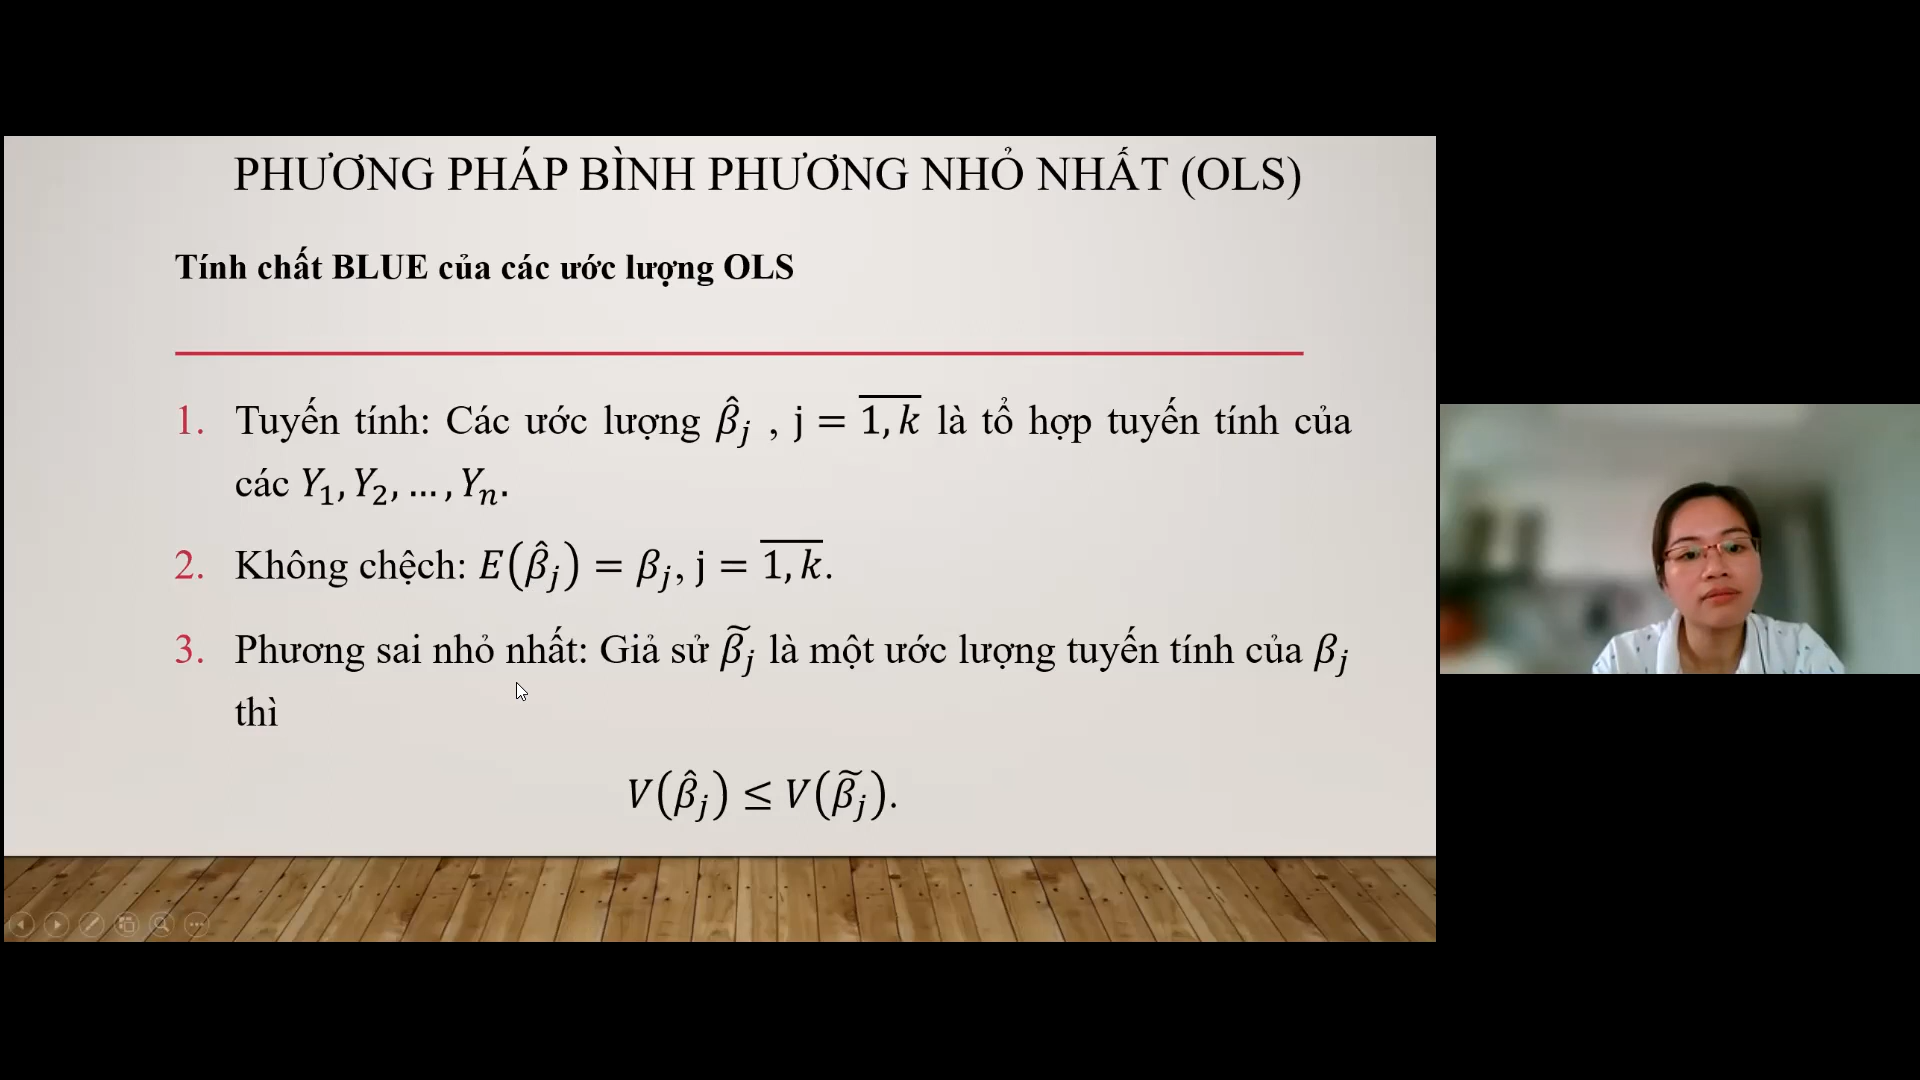 PHƯƠNG PHÁP BÌNH PHƯƠNG NHỎ NHẤT (OLS)
Tính chất BLUE của các ước lượng OLS
1. Tuyến tính: Các ước lượng β̂ⱼ , j = 1,k̅ là tổ hợp tuyến tính của
các Y₁, Y₂, … , Yₙ.
2. Không chệch: E(β̂ⱼ) = βⱼ, j = 1,k̅.
3. Phương sai nhỏ nhất: Giả sử β̃ⱼ là một ước lượng tuyến tính của βⱼ
thì
V(β̂ⱼ) ≤ V(β̃ⱼ).